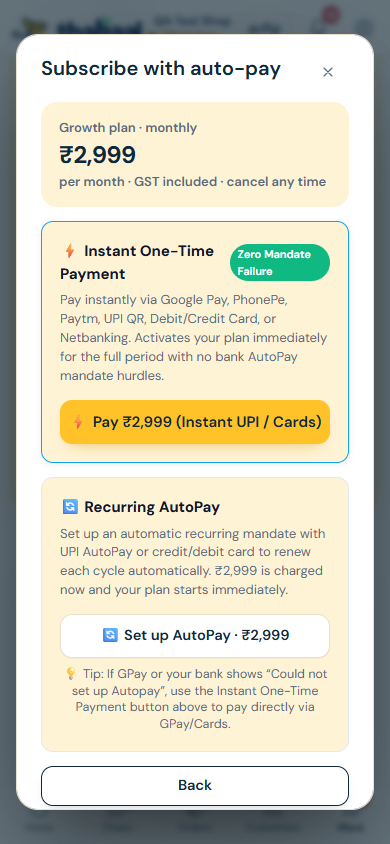 Subscribe with auto-pay
Growth plan · monthly
₹2,999
per month · GST included · cancel any time
Instant One-Time
Payment
Zero Mandate
Failure
Pay instantly via Google Pay, PhonePe,
Paytm, UPI QR, Debit/Credit Card, or
Netbanking. Activates your plan immediately
for the full period with no bank AutoPay
mandate hurdles.
Pay ₹2,999 (Instant UPI / Cards)
Recurring AutoPay
Set up an automatic recurring mandate with
UPI AutoPay or credit/debit card to renew
each cycle automatically. ₹2,999 is charged
now and your plan starts immediately.
Set up AutoPay · ₹2,999
Tip: If GPay or your bank shows “Could not
set up Autopay”, use the Instant One-Time
Payment button above to pay directly via
GPay/Cards.
Back